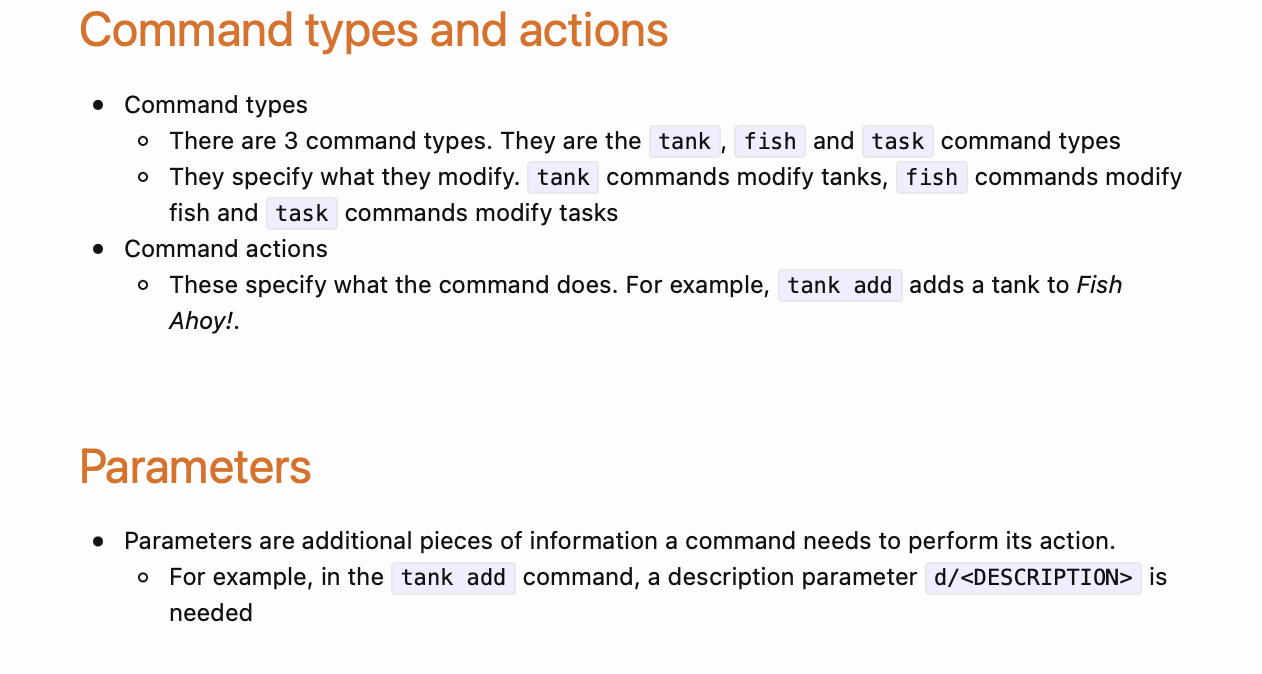 Command types and actions
Command types
There are 3 command types. They are the tank, fish and task command types
They specify what they modify. tank commands modify tanks, fish commands modify
fish and task commands modify tasks
Command actions
These specify what the command does. For example, tank add adds a tank to Fish
Ahoy!.
Parameters
Parameters are additional pieces of information a command needs to perform its action.
For example, in the tank add command, a description parameter d/<DESCRIPTION> is
needed